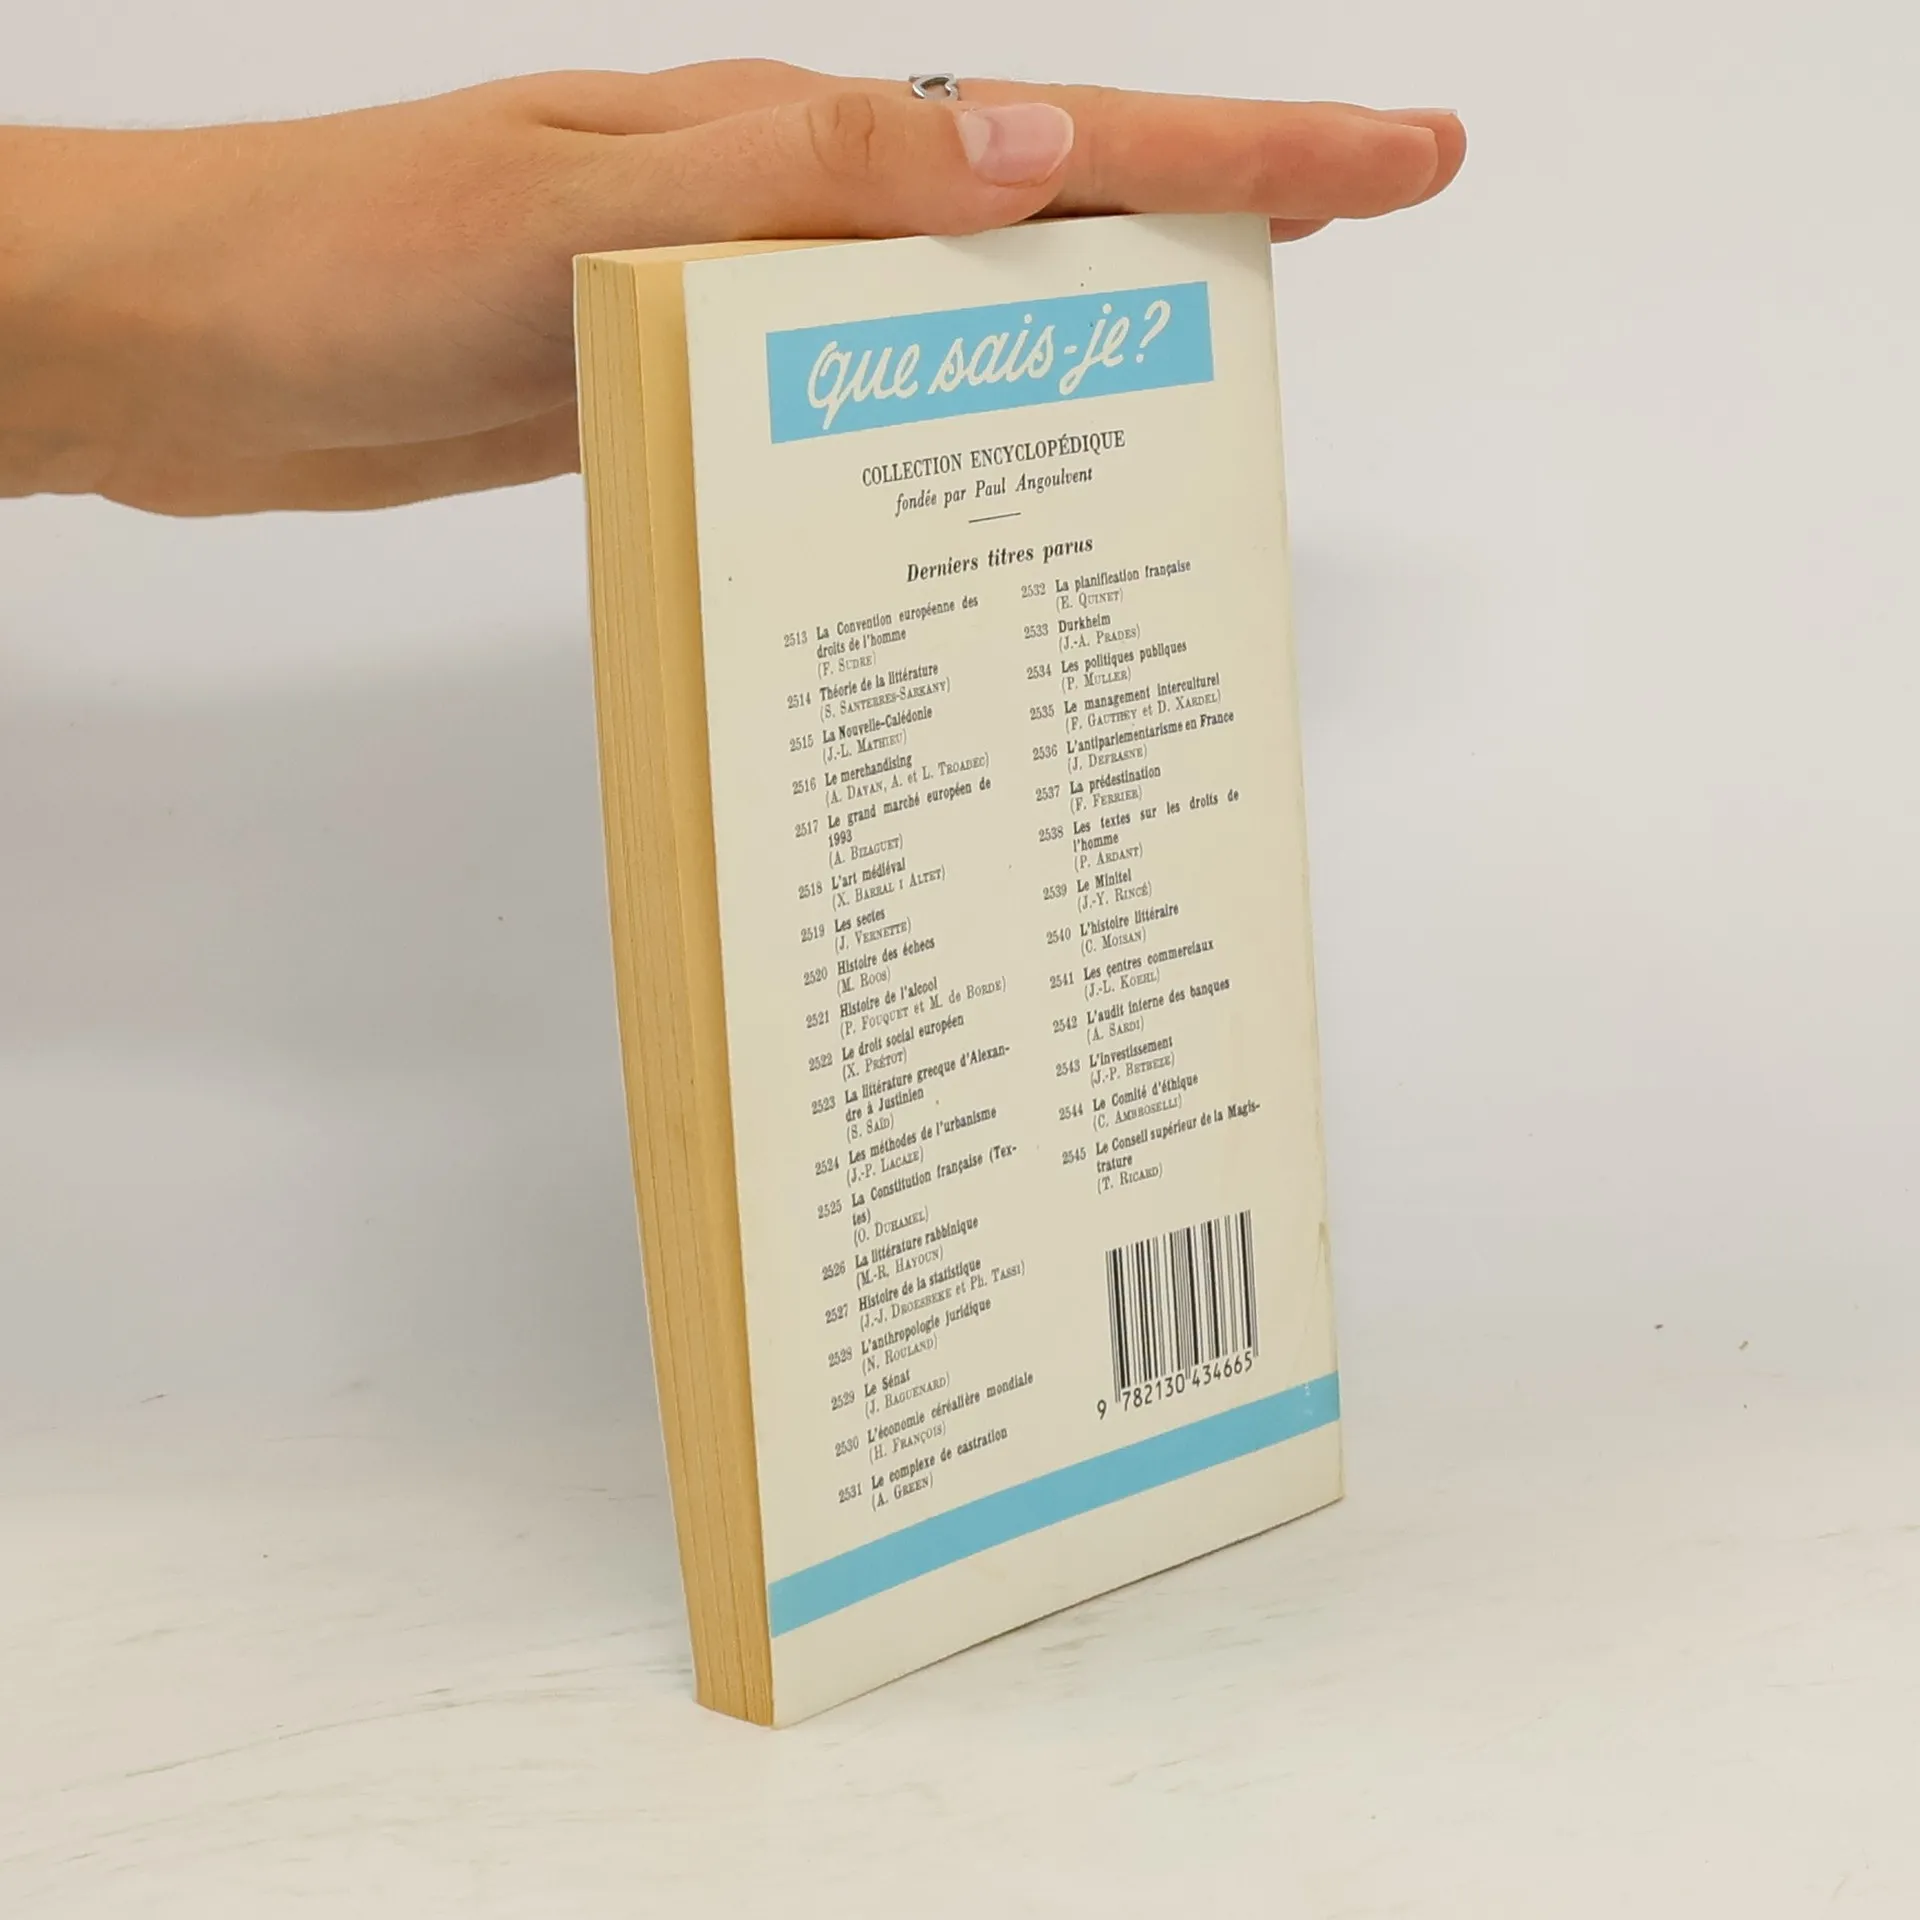 Que sais-je?
COLLECTION ENCYCLOPÉDIQUE
fondée par Paul Angoulvent
Derniers titres parus
2513 La Convention européenne des
droits de l'homme
(F. SUDRE)
2514 Théorie de la littérature
(S. SANTERRES-SARKANY)
2515 La Nouvelle-Calédonie
(J.-L. MATHIEU)
2516 Le merchandising
(A. DAYAN, A. et L. TROADEC)
2517 Le grand marché européen de
1993
(A. BIZAGUET)
2518 L'art médiéval
(X. BARRAL I ALTET)
2519 Les sectes
(J. VERNETTE)
2520 Histoire des échecs
(M. ROOS)
2521 Histoire de l'alcool
(P. FOUQUET et M. de BORDE)
2522 Le droit social européen
(X. PRÉTOT)
2523 La littérature grecque d'Alexan-
dre à Justinien
(S. SAÏD)
2524 Les méthodes de l'urbanisme
(J.-P. LACAZE)
2525 La Constitution française (Tex-
tes)
(O. DUHAMEL)
2526 La littérature rabbinique
(M.-R. HAYOUN)
2527 Histoire de la statistique
(J.-J. DROESBEKE et Ph. TASSI)
2528 L'anthropologie juridique
(N. ROULAND)
2529 Le Sénat
(J. BAGUENARD)
2530 L'économie céréalière mondiale
(H. FRANÇOIS)
2531 Le complexe de castration
(A. GREEN)
2532 La planification française
(E. QUINET)
2533 Durkheim
(J.-A. PRADES)
2534 Les politiques publiques
(P. MULLER)
2535 Le management interculturel
(F. GAUTHEY et D. XARDEL)
2536 L'antiparlementarisme en France
(J. DEFRASNE)
2537 La prédestination
(F. FERRIER)
2538 Les textes sur les droits de
l'homme
(P. ARDANT)
2539 Le Minitel
(J.-Y. RINCÉ)
2540 L'histoire littéraire
(C. MOISAN)
2541 Les centres commerciaux
(J.-L. KOEHL)
2542 L'audit interne des banques
(A. SARDI)
2543 L'investissement
(J.-P. BETBEZE)
2544 Le Comité d'éthique
(C. AMBROSELLI)
2545 Le Conseil supérieur de la Magis-
trature
(T. RICARD)
9 782130 434665